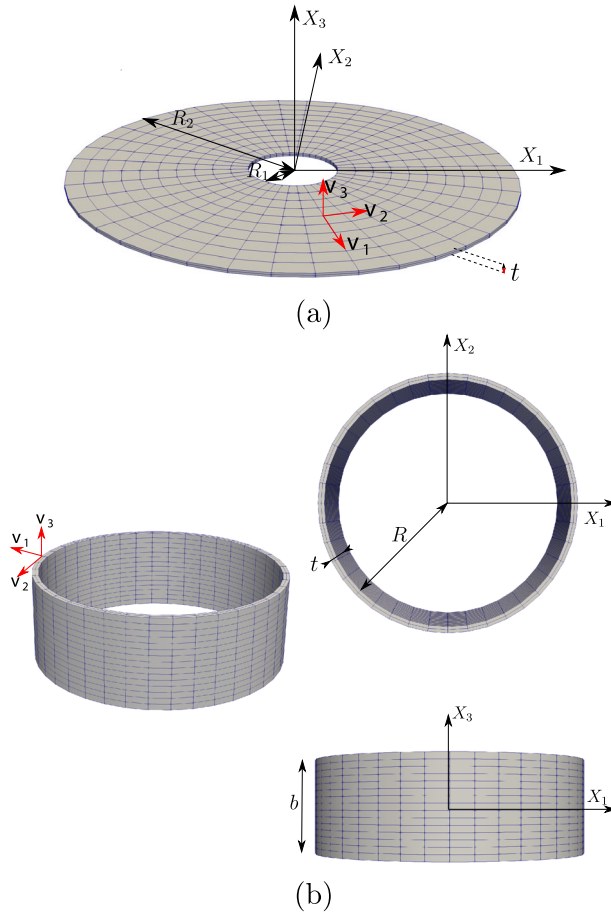 X₃
X₂
R₂
X₁
R₁
v₃
v₂
v₁
t
(a)
X₂
v₃
v₁
v₂
X₁
R
t
X₃
b
X₁
(b)